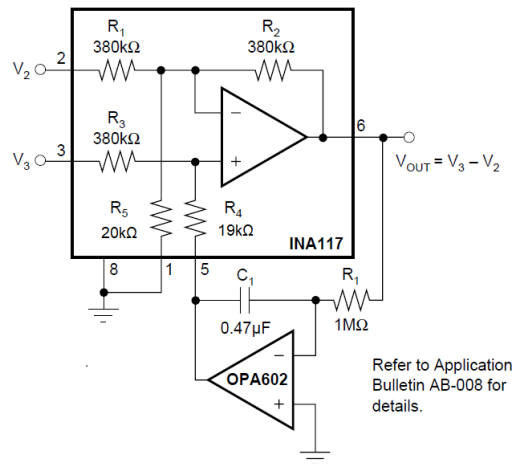 R1
380kΩ
R2
380kΩ
2
V2
R3
380kΩ
3
V3
–
+
6
VOUT = V3 – V2
R5
20kΩ
R4
19kΩ
INA117
8
1
5
C1
0.47µF
R1
1MΩ
–
OPA602
+
Refer to Application
Bulletin AB-008 for
details.